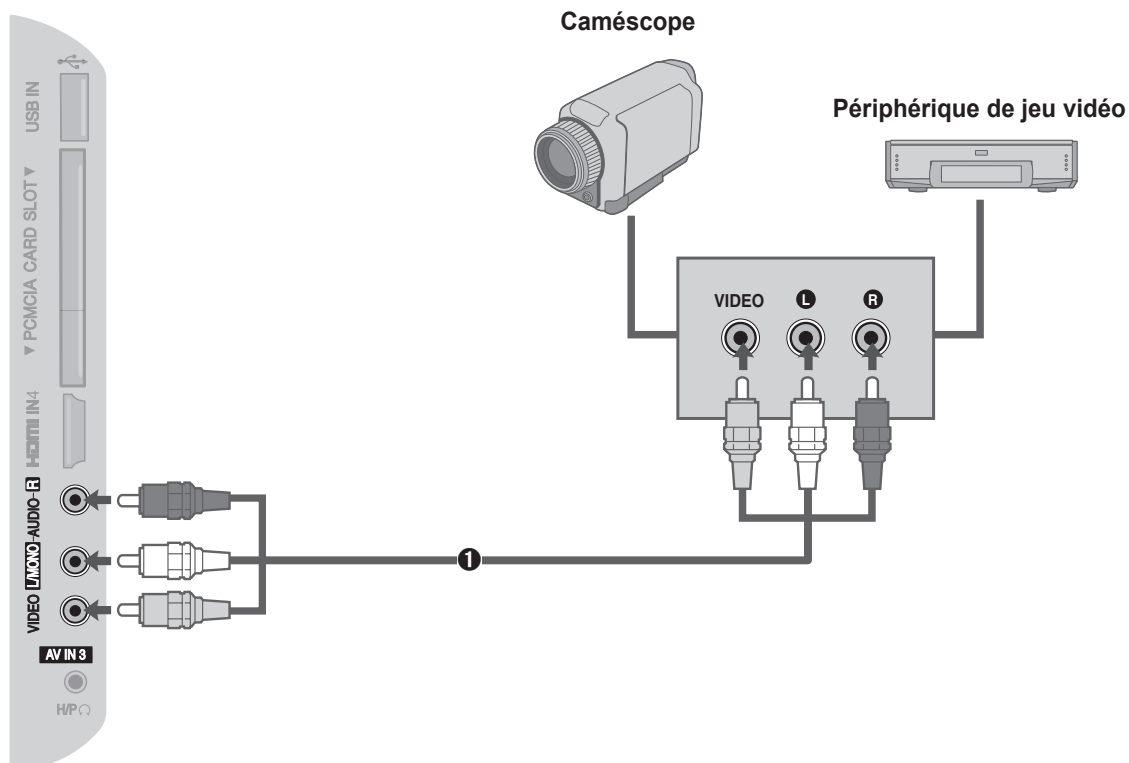 Caméscope
Périphérique de jeu vidéo
USB IN
▼ PCMCIA CARD SLOT ▼
HDMI IN4
VIDEO L/MONO-AUDIO-R
AV IN 3
H/P
VIDEO L R
1